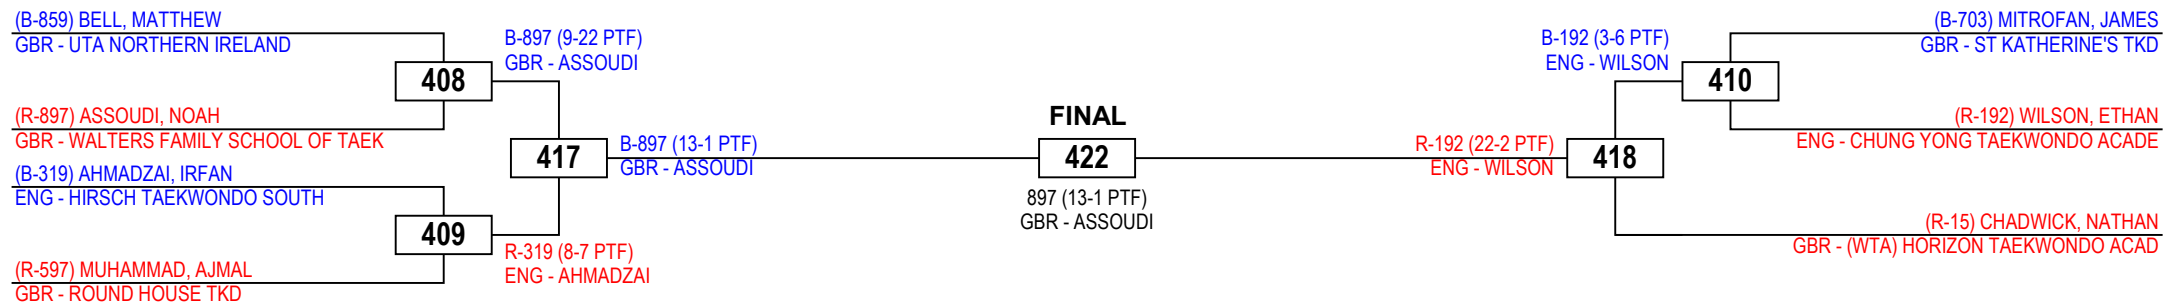 (B-859) BELL, MATTHEW
GBR - UTA NORTHERN IRELAND
408
(R-897) ASSOUDI, NOAH
GBR - WALTERS FAMILY SCHOOL OF TAEK
B-897 (9-22 PTF)
GBR - ASSOUDI
(B-319) AHMADZAI, IRFAN
ENG - HIRSCH TAEKWONDO SOUTH
409
(R-597) MUHAMMAD, AJMAL
GBR - ROUND HOUSE TKD
R-319 (8-7 PTF)
ENG - AHMADZAI
417
B-897 (13-1 PTF)
GBR - ASSOUDI
FINAL
422
897 (13-1 PTF)
GBR - ASSOUDI
R-192 (22-2 PTF)
ENG - WILSON
418
B-192 (3-6 PTF)
ENG - WILSON
410
(B-703) MITROFAN, JAMES
GBR - ST KATHERINE'S TKD
(R-192) WILSON, ETHAN
ENG - CHUNG YONG TAEKWONDO ACADE
(R-15) CHADWICK, NATHAN
GBR - (WTA) HORIZON TAEKWONDO ACAD